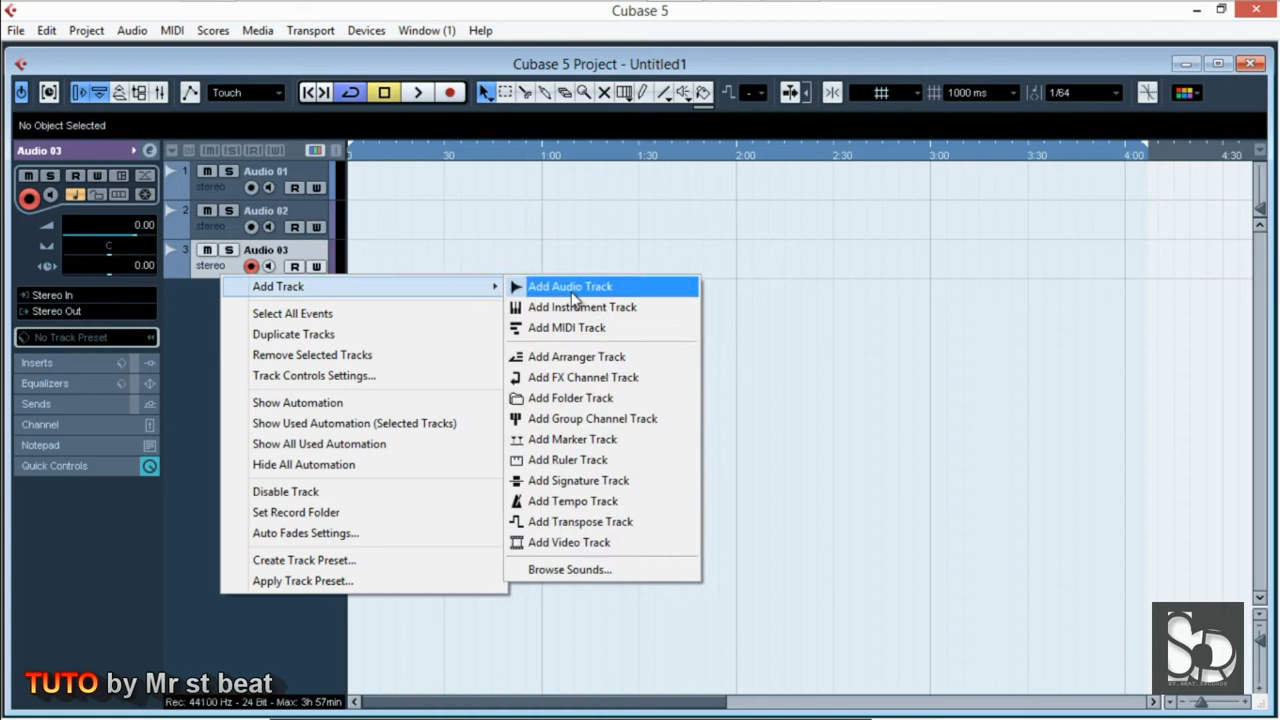 Cubase 5
File Edit Project Audio MIDI Scores Media Transport Devices Window (1) Help
Cubase 5 Project - Untitled1
Touch 1000 ms 1/64
No Object Selected
Audio 03
30 1:00 1:30 2:00 2:30 3:00 3:30 4:00 4:30
M S R W
1 M S Audio 01
stereo R W
2 M S Audio 02
stereo R W
3 M S Audio 03
stereo R W
0.00
C
0.00
Stereo In
Stereo Out
No Track Preset
Inserts
Equalizers
Sends
Channel
Notepad
Quick Controls
Add Track
Select All Events
Duplicate Tracks
Remove Selected Tracks
Track Controls Settings...
Show Automation
Show Used Automation (Selected Tracks)
Show All Used Automation
Hide All Automation
Disable Track
Set Record Folder
Auto Fades Settings...
Create Track Preset...
Apply Track Preset...
Add Audio Track
Add Instrument Track
Add MIDI Track
Add Arranger Track
Add FX Channel Track
Add Folder Track
Add Group Channel Track
Add Marker Track
Add Ruler Track
Add Signature Track
Add Tempo Track
Add Transpose Track
Add Video Track
Browse Sounds...
TUTO by Mr st beat
Rec: 44100 Hz - 24 Bit - Max: 3h 57min